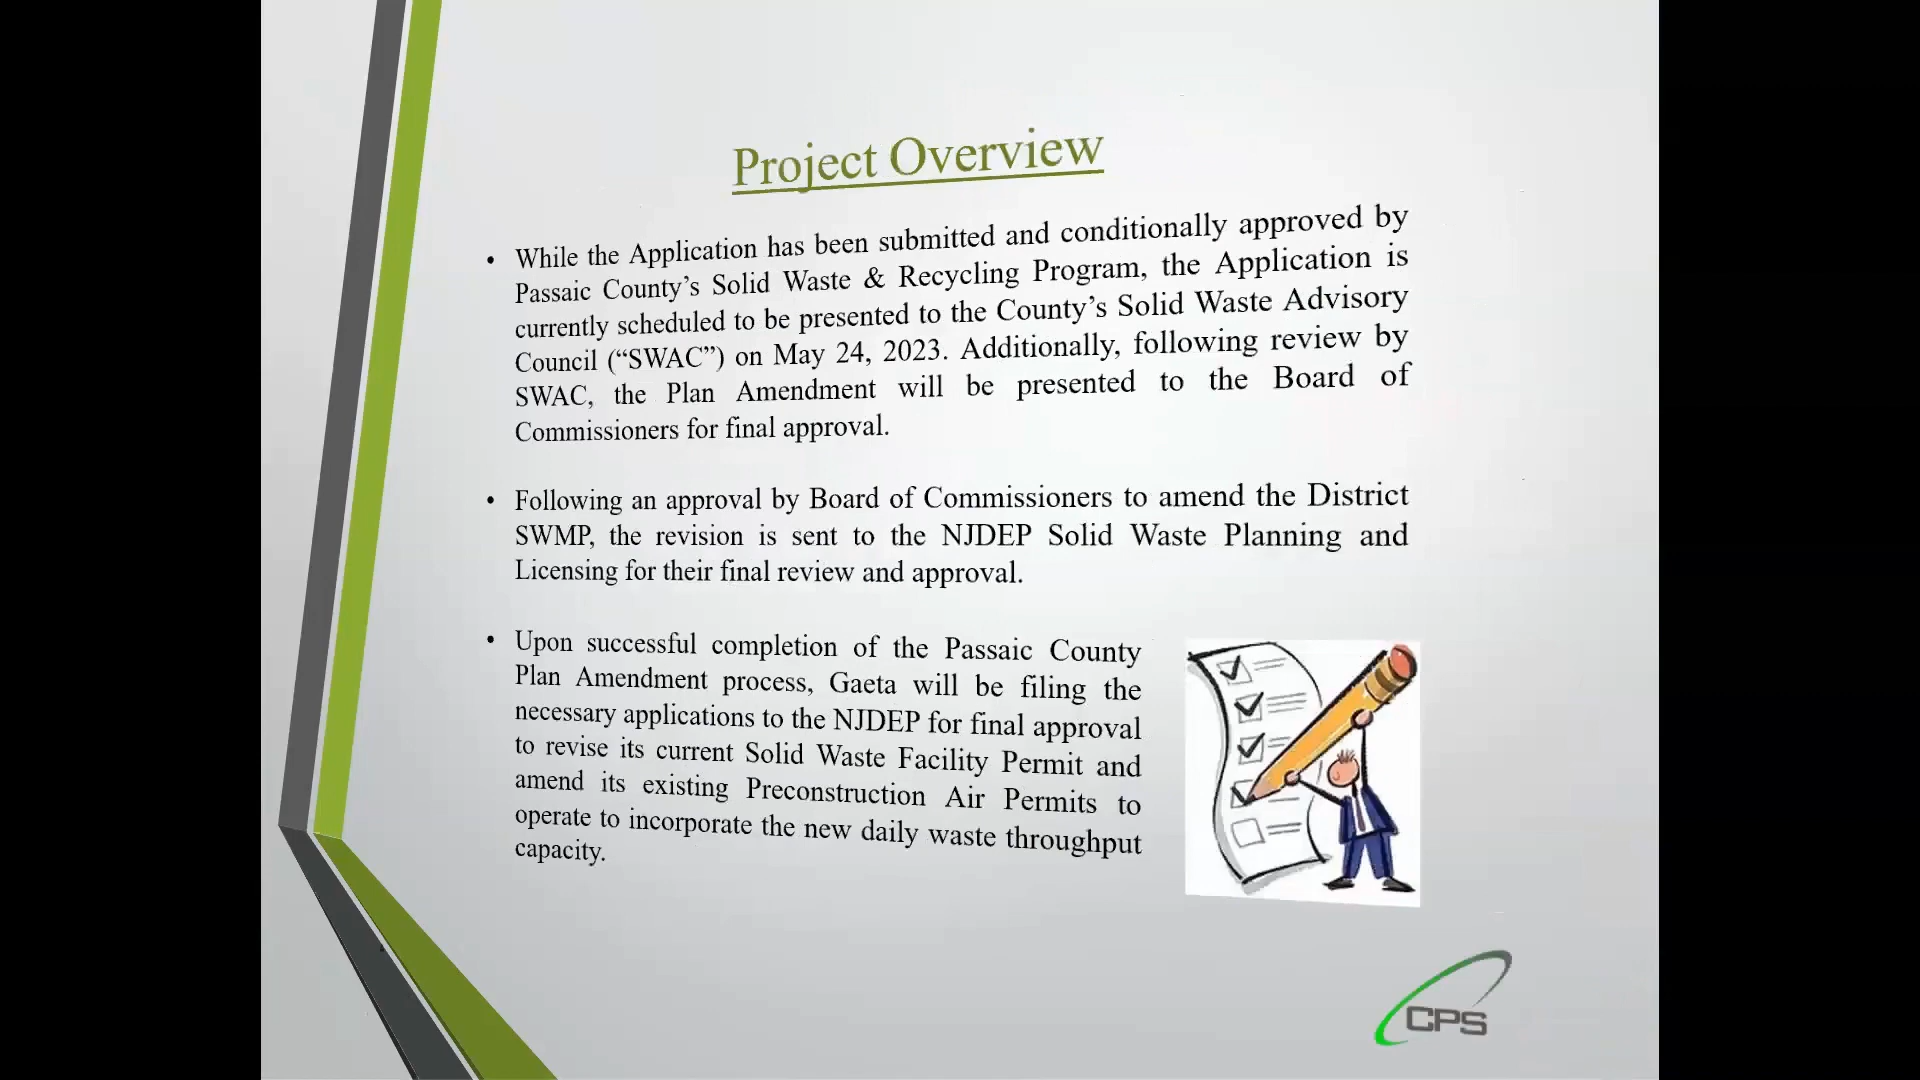 Project Overview
• While the Application has been submitted and conditionally approved by
Passaic County’s Solid Waste & Recycling Program, the Application is
currently scheduled to be presented to the County’s Solid Waste Advisory
Council (“SWAC”) on May 24, 2023. Additionally, following review by
SWAC, the Plan Amendment will be presented to the Board of
Commissioners for final approval.
• Following an approval by Board of Commissioners to amend the District
SWMP, the revision is sent to the NJDEP Solid Waste Planning and
Licensing for their final review and approval.
• Upon successful completion of the Passaic County
Plan Amendment process, Gaeta will be filing the
necessary applications to the NJDEP for final approval
to revise its current Solid Waste Facility Permit and
amend its existing Preconstruction Air Permits to
operate to incorporate the new daily waste throughput
capacity.
CPS